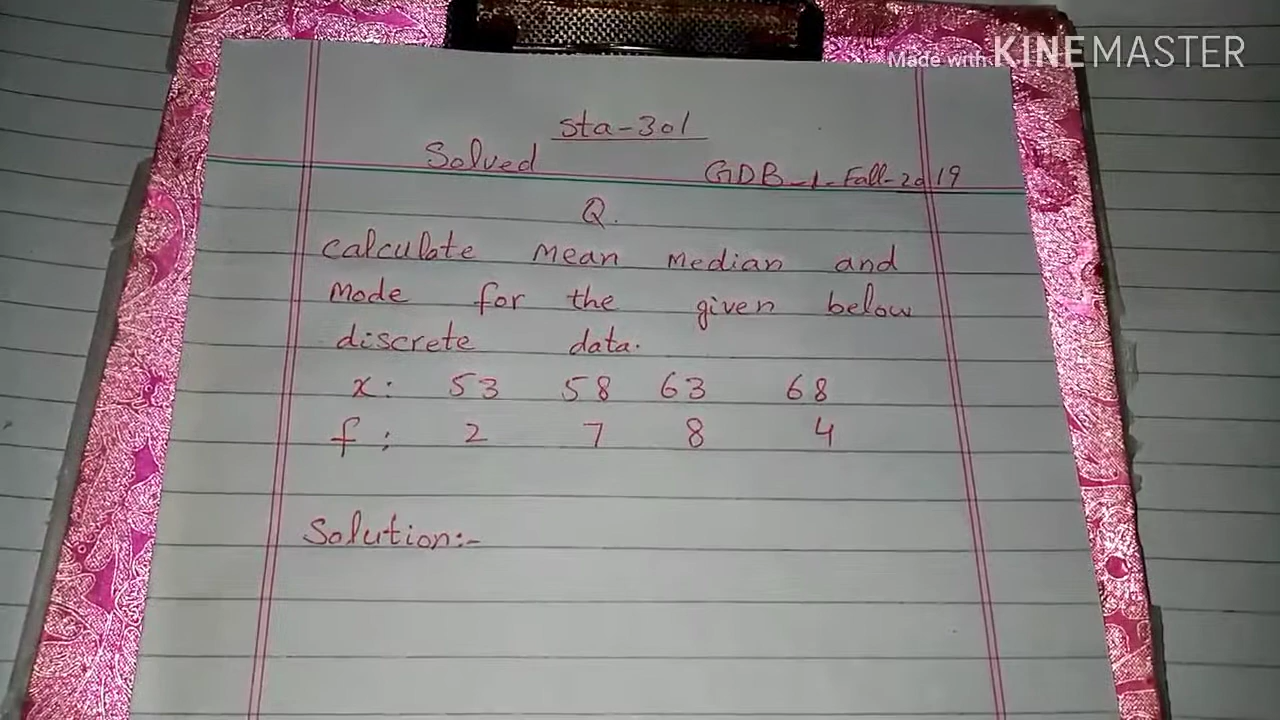 Made with KINEMASTER
Sta-301
Solved GDB-1-Fall-2019
Q.
Calculate Mean Median and
Mode for the given below
discrete data.
x: 53 58 63 68
f: 2 7 8 4
Solution:-